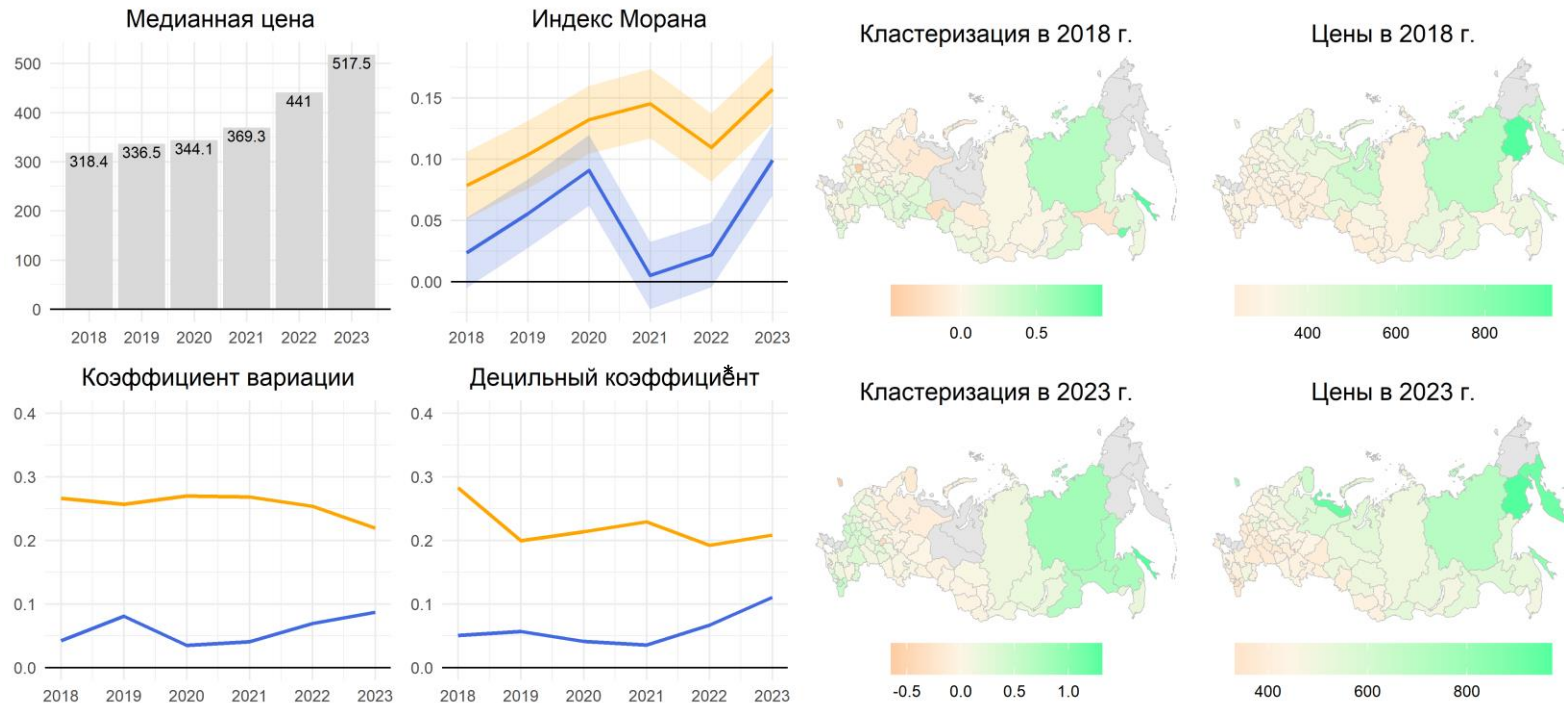 Медианная цена
500
400
300
200
100
0
318.4
336.5
344.1
369.3
441
517.5
2018 2019 2020 2021 2022 2023
Индекс Морана
0.15
0.10
0.05
0.00
2018 2019 2020 2021 2022 2023
Кластеризация в 2018 г.
0.0 0.5
Цены в 2018 г.
400 600 800
Коэффициент вариации
0.4
0.3
0.2
0.1
0.0
2018 2019 2020 2021 2022 2023
Децильный коэффициент*
0.4
0.3
0.2
0.1
0.0
2018 2019 2020 2021 2022 2023
Кластеризация в 2023 г.
-0.5 0.0 0.5 1.0
Цены в 2023 г.
400 600 800